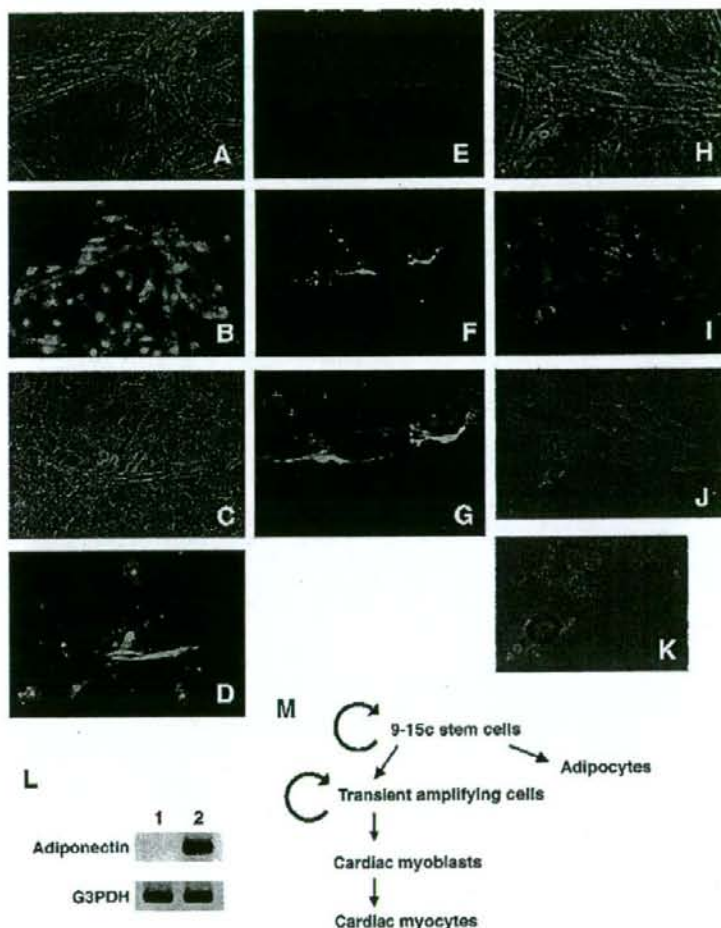 A
E
H
B
F
I
C
G
J
D
K
M
9-15c stem cells
Adipocytes
Transient amplifying cells
Cardiac myoblasts
Cardiac myocytes
L
1 2
Adiponectin
G3PDH